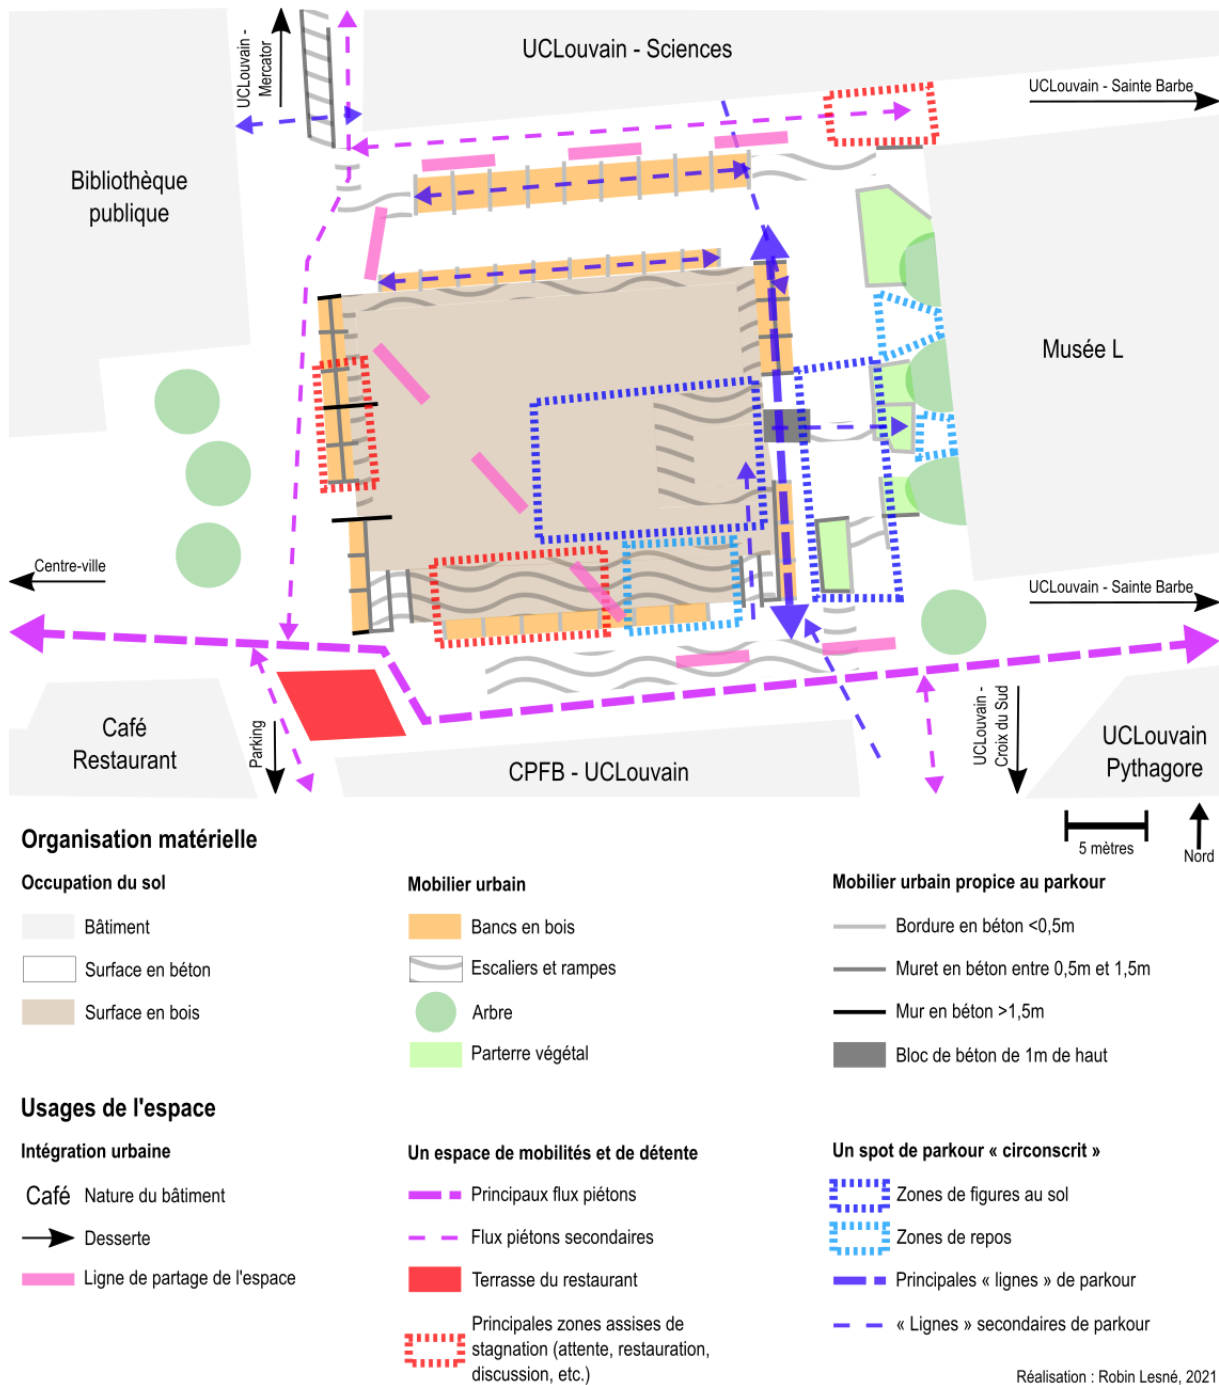 UCLouvain -
Mercator
UCLouvain - Sciences
UCLouvain - Sainte Barbe
Bibliothèque
publique
Musée L
Centre-ville
UCLouvain - Sainte Barbe
Café
Restaurant
Parking
CPFB - UCLouvain
UCLouvain -
Croix du Sud
UCLouvain
Pythagore
5 mètres
Nord
Organisation matérielle
Occupation du sol
Bâtiment
Surface en béton
Surface en bois
Mobilier urbain
Bancs en bois
Escaliers et rampes
Arbre
Parterre végétal
Mobilier urbain propice au parkour
Bordure en béton <0,5m
Muret en béton entre 0,5m et 1,5m
Mur en béton >1,5m
Bloc de béton de 1m de haut
Usages de l'espace
Intégration urbaine
Café Nature du bâtiment
Desserte
Ligne de partage de l'espace
Un espace de mobilités et de détente
Principaux flux piétons
Flux piétons secondaires
Terrasse du restaurant
Principales zones assises de
stagnation (attente, restauration,
discussion, etc.)
Un spot de parkour « circonscrit »
Zones de figures au sol
Zones de repos
Principales « lignes » de parkour
« Lignes » secondaires de parkour
Réalisation : Robin Lesné, 2021